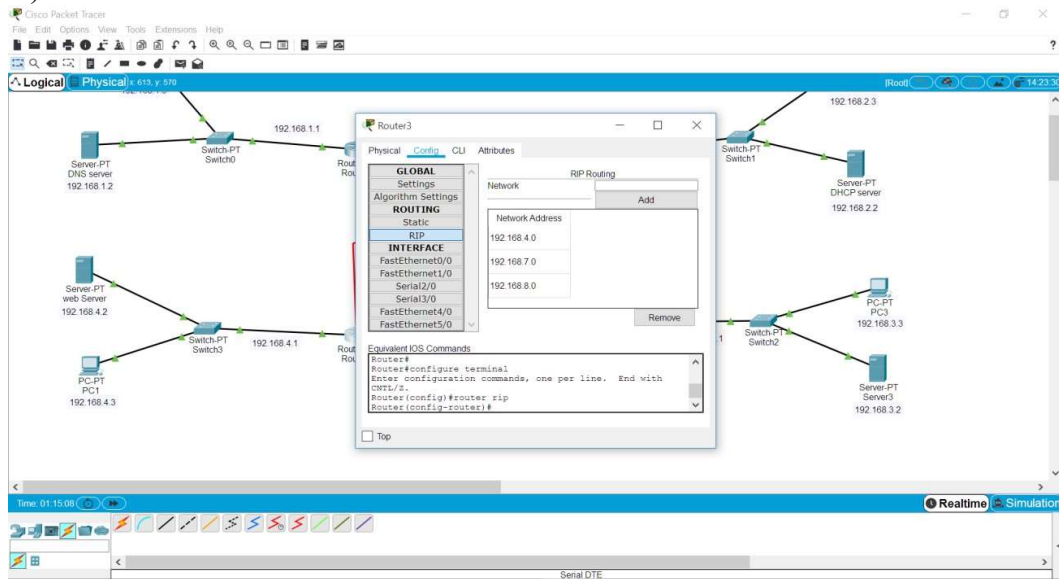 Cisco Packet Tracer
File Edit Options View Tools Extensions Help
?
Logical Physical x: 613, y: 570 [Root] 14:23:30
192.168.2.3
192.168.1.1
Switch-PT
Switch0
Server-PT
DNS server
192.168.1.2
Rout
Rou
Switch-PT
Switch1
Server-PT
DHCP server
192.168.2.2
Router3
Physical Config CLI Attributes
GLOBAL
Settings
Algorithm Settings
ROUTING
Static
RIP
INTERFACE
FastEthernet0/0
FastEthernet1/0
Serial2/0
Serial3/0
FastEthernet4/0
FastEthernet5/0
RIP Routing
Network
Add
Network Address
192.168.4.0
192.168.7.0
192.168.8.0
Remove
Equivalent IOS Commands
Router#
Router#configure terminal
Enter configuration commands, one per line. End with
CNTL/Z.
Router(config)#router rip
Router(config-router)#
Top
Server-PT
web Server
192.168.4.2
Switch-PT
Switch3
192.168.4.1
Rout
Rou
PC-PT
PC1
192.168.4.3
PC-PT
PC3
192.168.3.3
.1
Switch-PT
Switch2
Server-PT
Server3
192.168.3.2
Time: 01:15:08
Realtime Simulation
Serial DTE